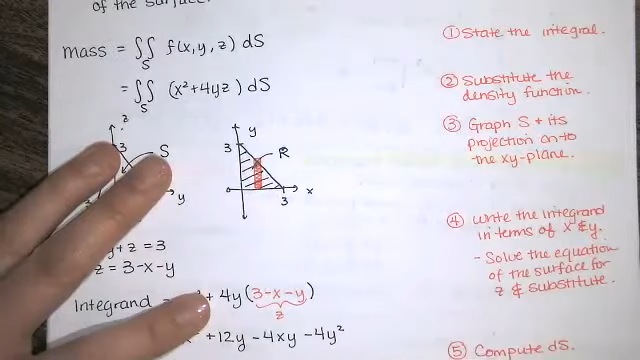 of the surface.
mass = ∬ f(x,y,z) dS
S
= ∬ (x²+4yz) dS
S
z
3
S
y
y
3
R
x
3
y+z = 3
z = 3-x-y
Integrand = + 4y(3-x-y)
z
+12y -4xy -4y²
① State the integral.
② Substitute the
density function.
③ Graph S + its
projection onto
the xy-plane.
④ Write the integrand
in terms of x & y.
- Solve the equation
of the surface for
z & substitute.
⑤ Compute dS.